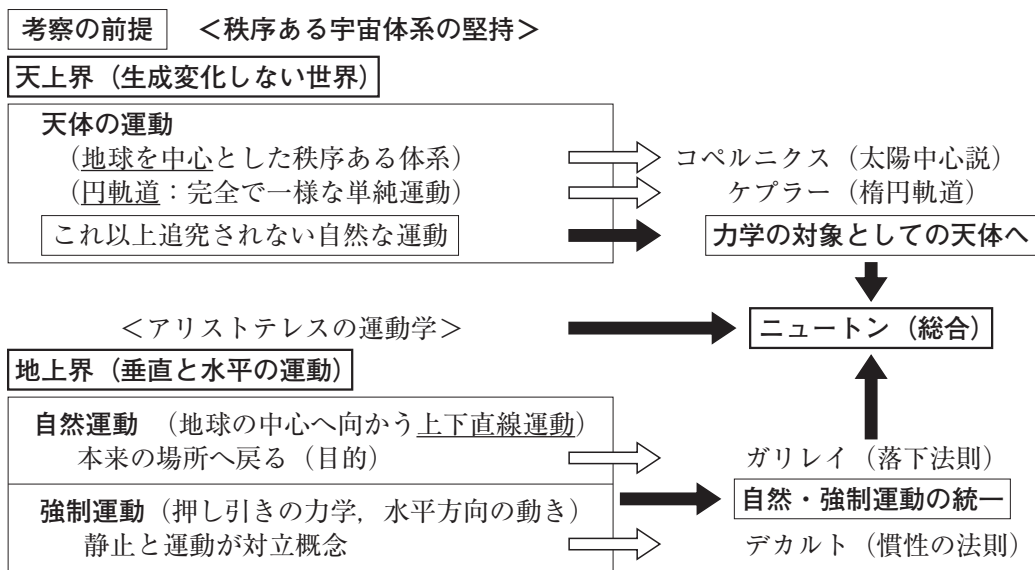 考察の前提 <秩序ある宇宙体系の堅持>
天上界（生成変化しない世界）
天体の運動
（地球を中心とした秩序ある体系） コペルニクス（太陽中心説）
（円軌道：完全で一様な単純運動） ケプラー（楕円軌道）
これ以上追究されない自然な運動 力学の対象としての天体へ
<アリストテレスの運動学> ニュートン（総合）
地上界（垂直と水平の運動）
自然運動 （地球の中心へ向かう上下直線運動）
本来の場所へ戻る（目的） ガリレイ（落下法則）
強制運動（押し引きの力学，水平方向の動き） 自然・強制運動の統一
静止と運動が対立概念 デカルト（慣性の法則）